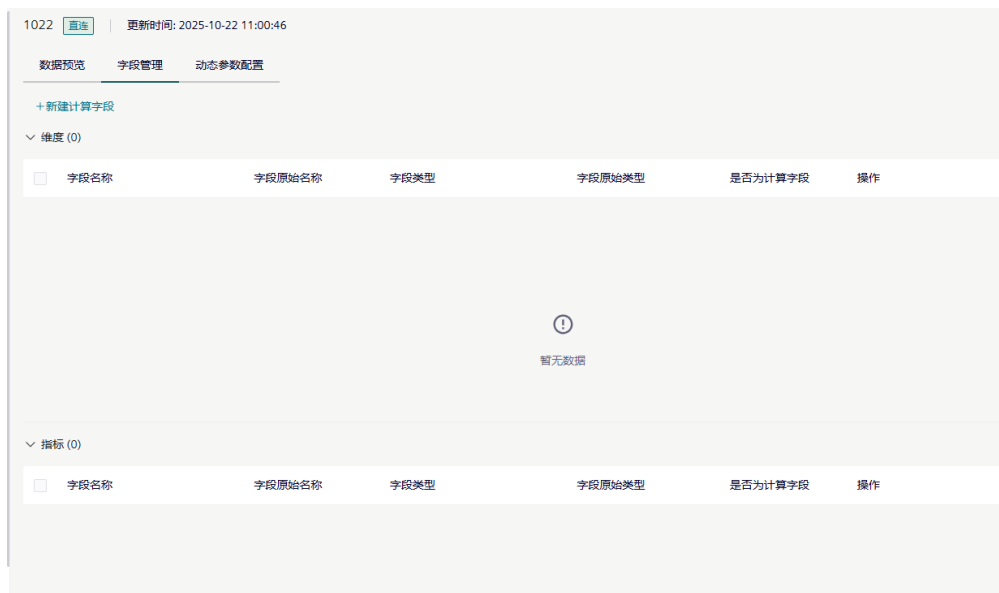 1022 直连 更新时间: 2025-10-22 11:00:46
数据预览 字段管理 动态参数配置
+新建计算字段
维度 (0)
字段名称 字段原始名称 字段类型 字段原始类型 是否为计算字段 操作
暂无数据
指标 (0)
字段名称 字段原始名称 字段类型 字段原始类型 是否为计算字段 操作